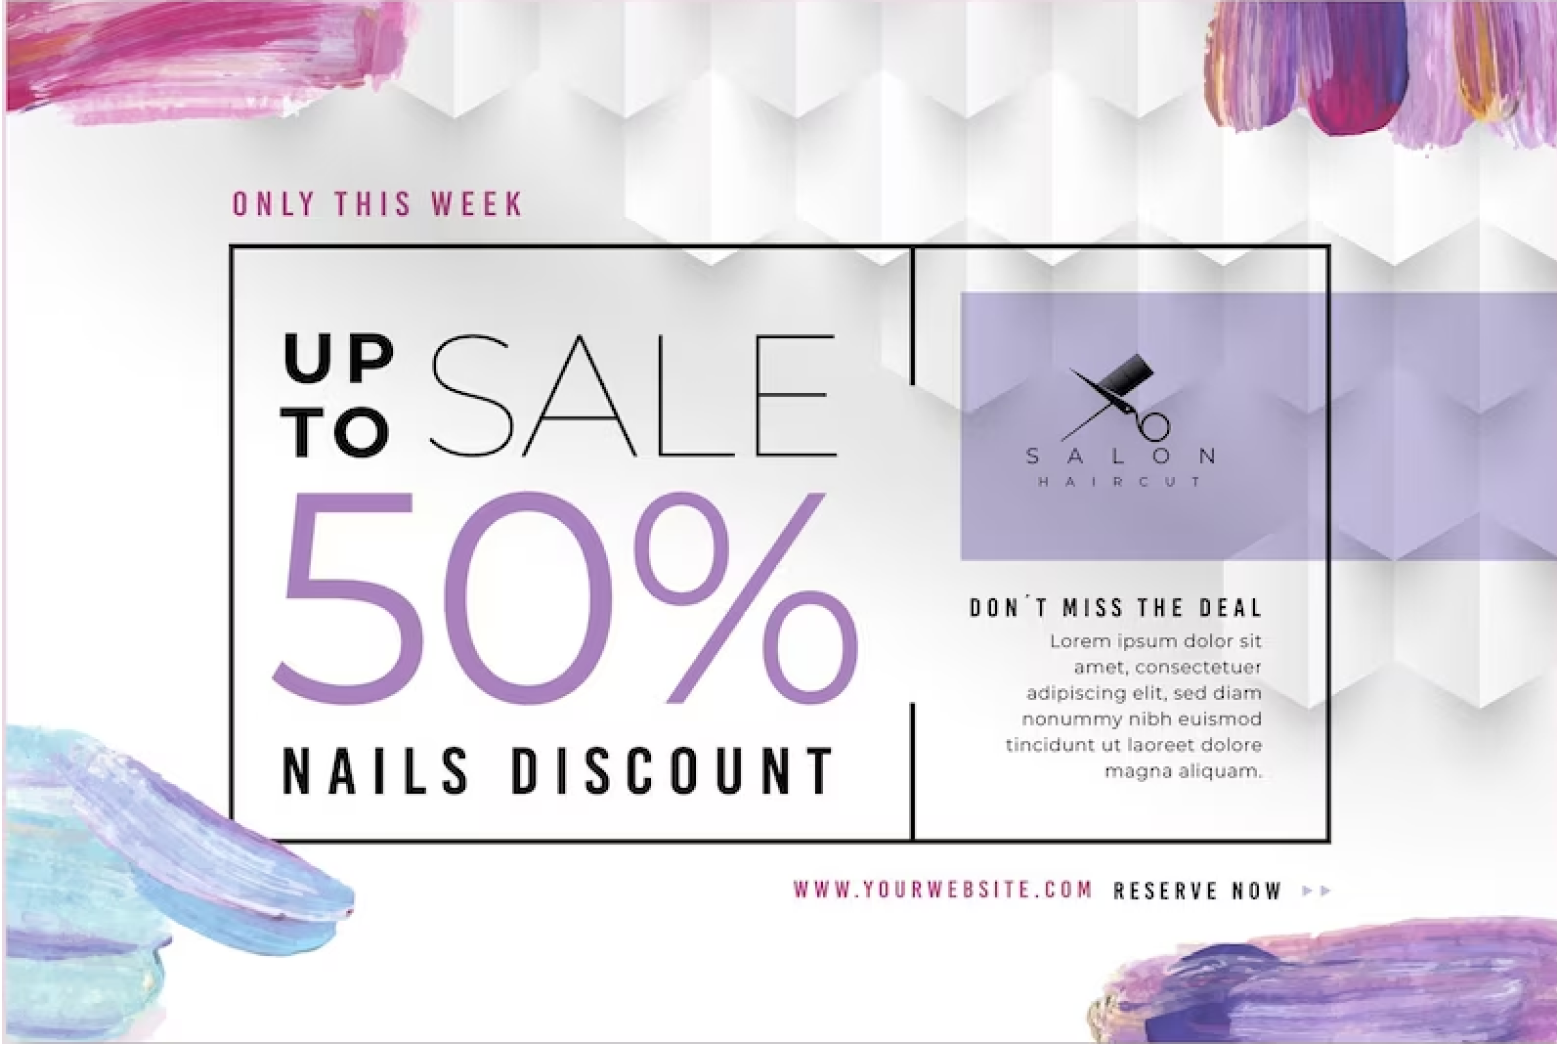 ONLY THIS WEEK
UP
TO
SALE
50%
NAILS DISCOUNT
SALON
HAIRCUT
DON´T MISS THE DEAL
Lorem ipsum dolor sit
amet, consectetuer
adipiscing elit, sed diam
nonummy nibh euismod
tincidunt ut laoreet dolore
magna aliquam.
WWW.YOURWEBSITE.COM RESERVE NOW